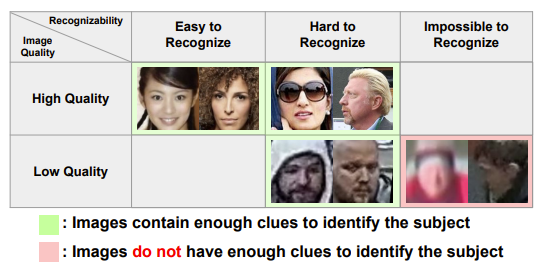 Recognizability
Image
Quality
Easy to
Recognize
Hard to
Recognize
Impossible to
Recognize
High Quality
Low Quality
: Images contain enough clues to identify the subject
: Images do not have enough clues to identify the subject